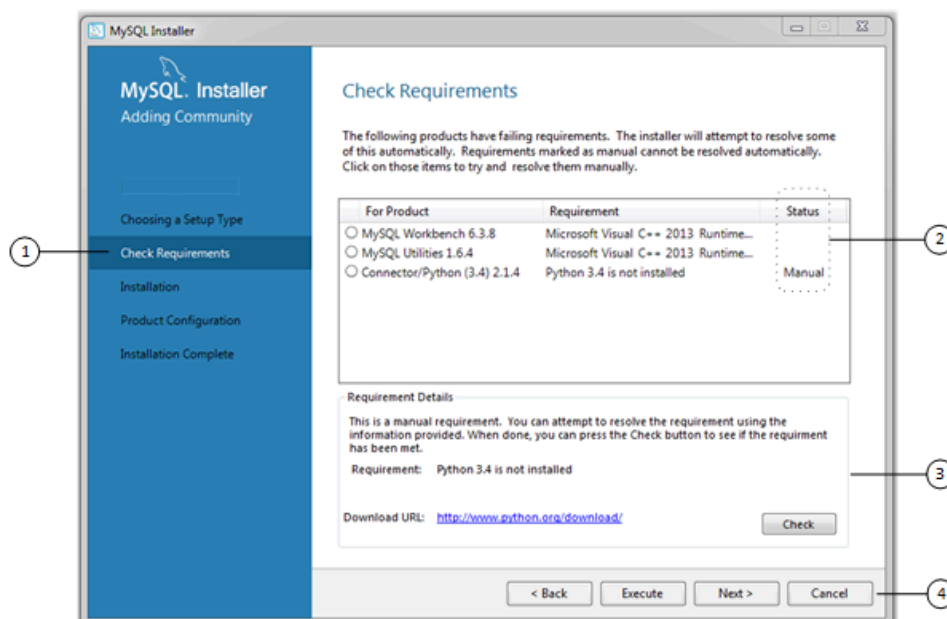 MySQL Installer
MySQL. Installer
Adding Community
Choosing a Setup Type
Check Requirements
Installation
Product Configuration
Installation Complete
1
Check Requirements
The following products have failing requirements. The installer will attempt to resolve some
of this automatically. Requirements marked as manual cannot be resolved automatically.
Click on those items to try and resolve them manually.
For Product Requirement Status
MySQL Workbench 6.3.8 Microsoft Visual C++ 2013 Runtime...
MySQL Utilities 1.6.4 Microsoft Visual C++ 2013 Runtime...
Connector/Python (3.4) 2.1.4 Python 3.4 is not installed Manual
2
Requirement Details
This is a manual requirement. You can attempt to resolve the requirement using the
information provided. When done, you can press the Check button to see if the requirment
has been met.
Requirement: Python 3.4 is not installed
3
Download URL: http://www.python.org/download/
Check
< Back Execute Next > Cancel
4